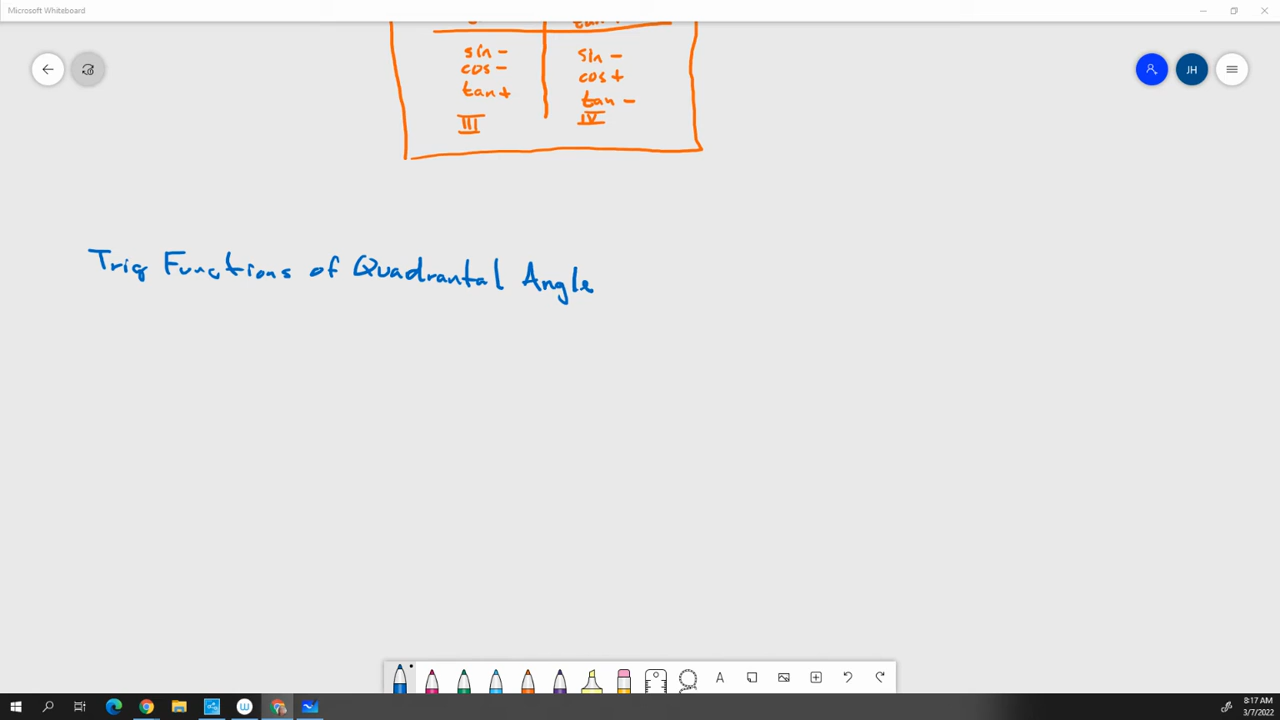 Microsoft Whiteboard
sin - sin -
cos - cos +
tan + tan -
III IV
JH
Trig Functions of Quadrantal Angle
A
8:17 AM
3/7/2022